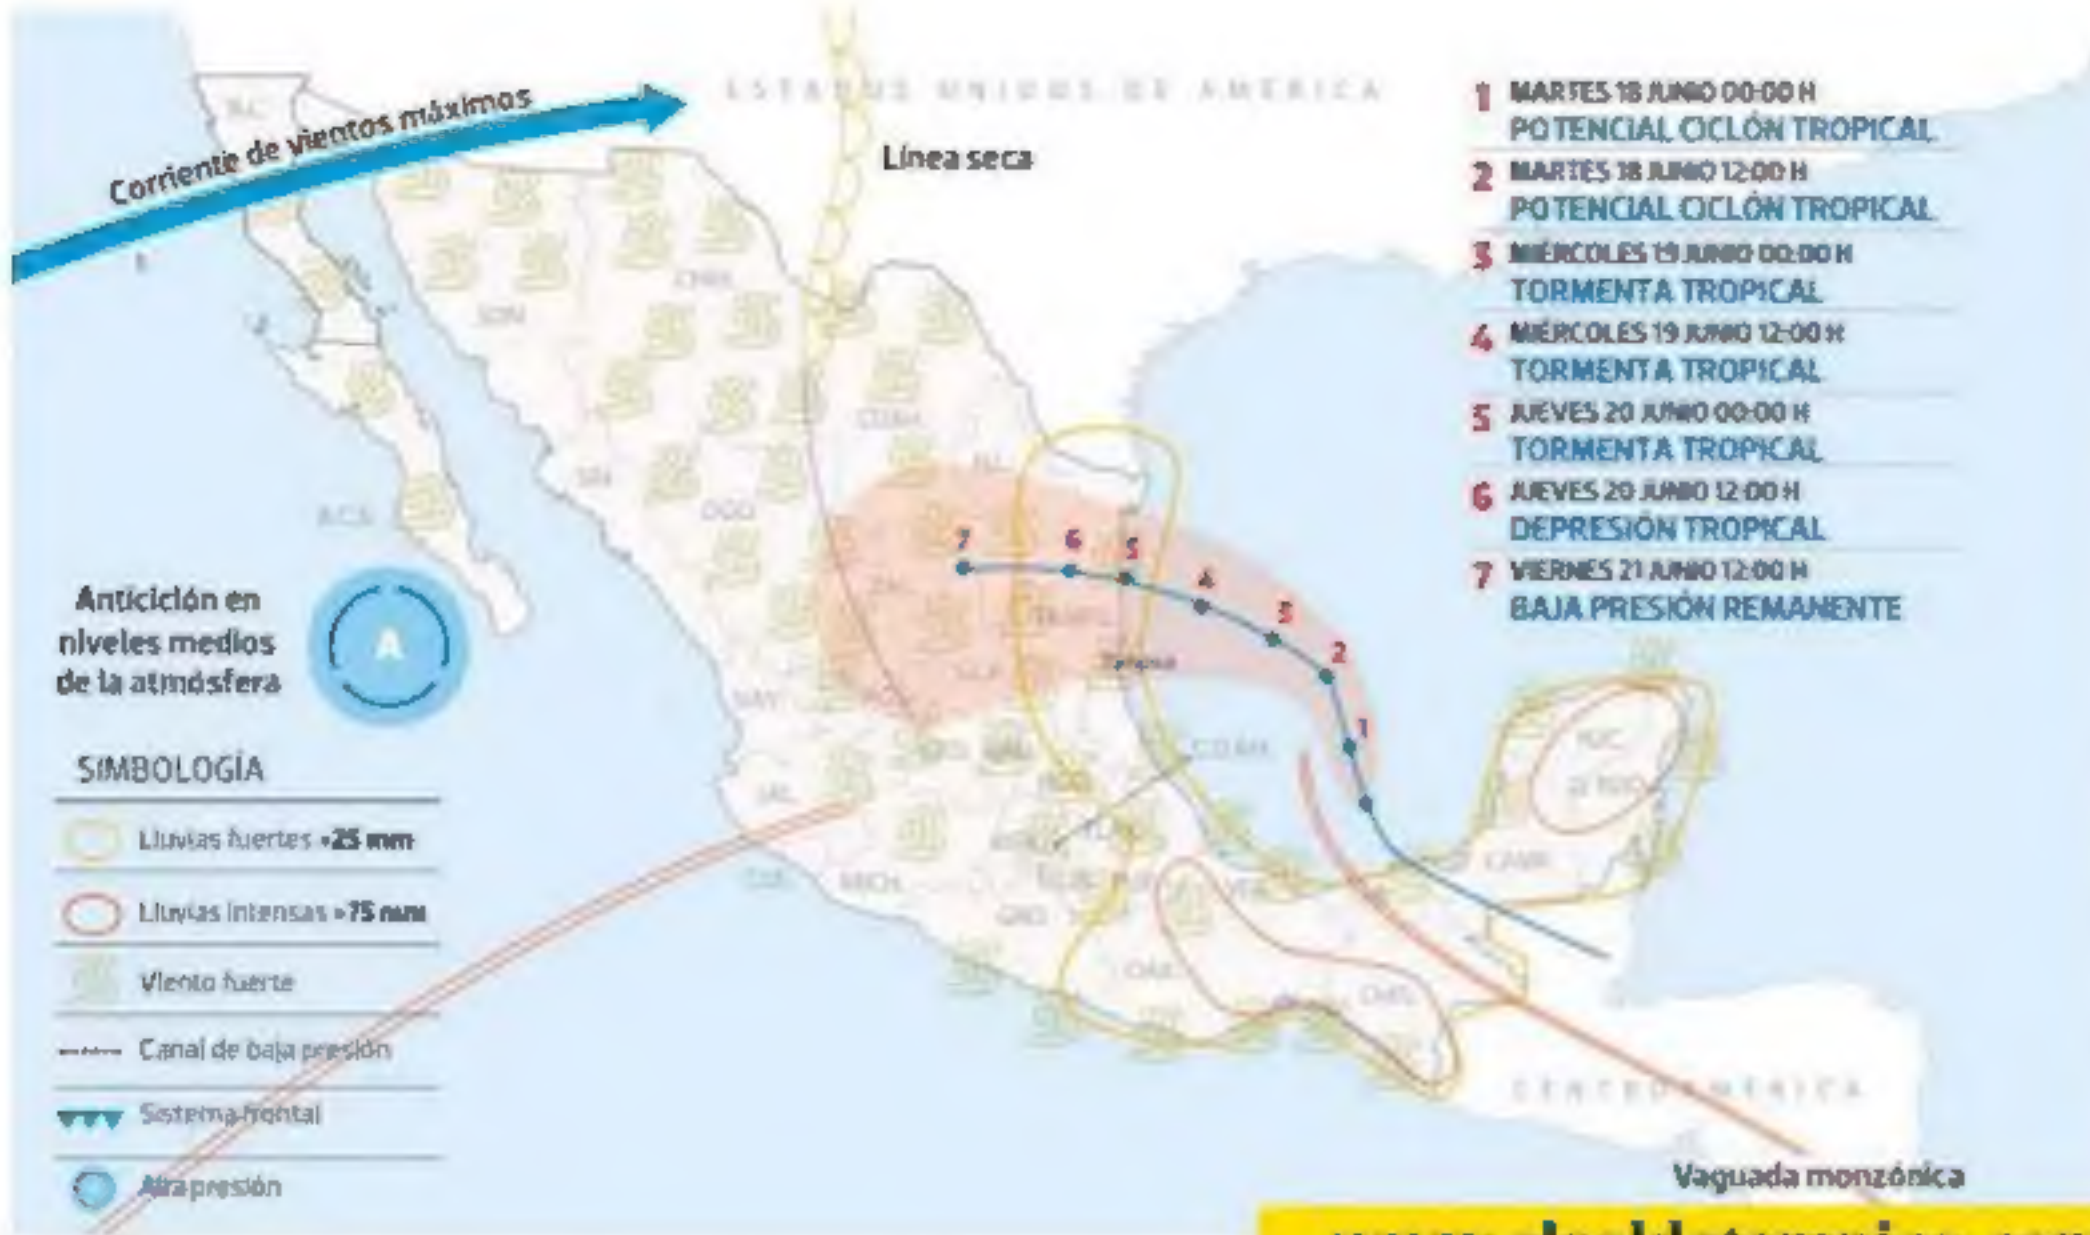 ESTADOS UNIDOS DE AMÉRICA
Corriente de vientos máximos
Línea seca
1 MARTES 18 JUNIO 00:00 H
POTENCIAL CICLÓN TROPICAL
2 MARTES 18 JUNIO 12:00 H
POTENCIAL CICLÓN TROPICAL
3 MIÉRCOLES 19 JUNIO 00:00 H
TORMENTA TROPICAL
4 MIÉRCOLES 19 JUNIO 12:00 H
TORMENTA TROPICAL
5 JUEVES 20 JUNIO 00:00 H
TORMENTA TROPICAL
6 JUEVES 20 JUNIO 12:00 H
DEPRESIÓN TROPICAL
7 VIERNES 21 JUNIO 12:00 H
BAJA PRESIÓN REMANENTE
SON
CHIH
COAH
SIN
DGO
BCS
NL
7 6 5 4 3 2 1
Anticiclón en
niveles medios
de la atmósfera
A
NAY
JAL
MICH
GRO
OAX
CHIS
CAMP
YUC
CDMX
SIMBOLOGÍA
Lluvias fuertes >25 mm
Lluvias intensas >75 mm
Viento fuerte
Canal de baja presión
Sistema frontal
Alta presión
CENTROAMÉRICA
Vaguada monzónica